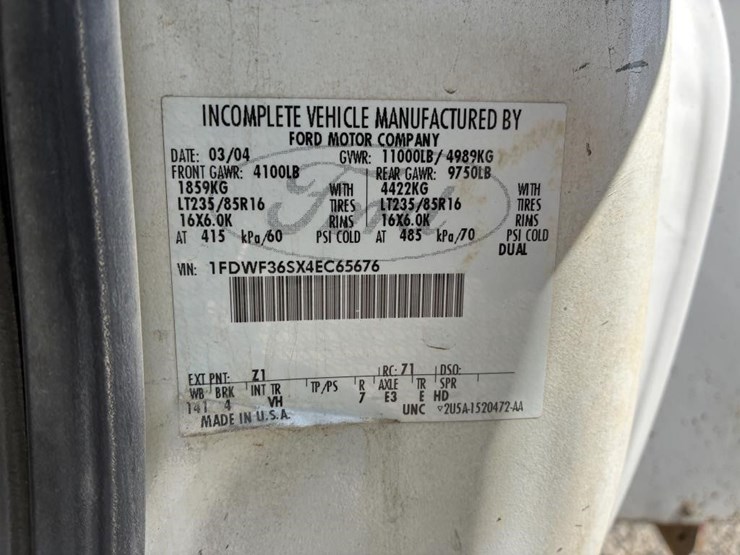 INCOMPLETE VEHICLE MANUFACTURED BY
FORD MOTOR COMPANY
DATE: 03/04 GVWR: 11000LB/ 4989KG
FRONT GAWR: 4100LB REAR GAWR: 9750LB
1859KG WITH 4422KG WITH
LT235/85R16 TIRES LT235/85R16 TIRES
16X6.0K RIMS 16X6.0K RIMS
AT 415 kPa/60 PSI COLD AT 485 kPa/70 PSI COLD
DUAL
Ford
VIN: 1FDWF36SX4EC65676
EXT PNT: Z1 RC: 71 DSO:
WB BRK INT TR TP/PS R AXLE TR SPR
141 4 VH 7 E3 E HD
MADE IN U.S.A. UNC 2U5A-1520472-AA